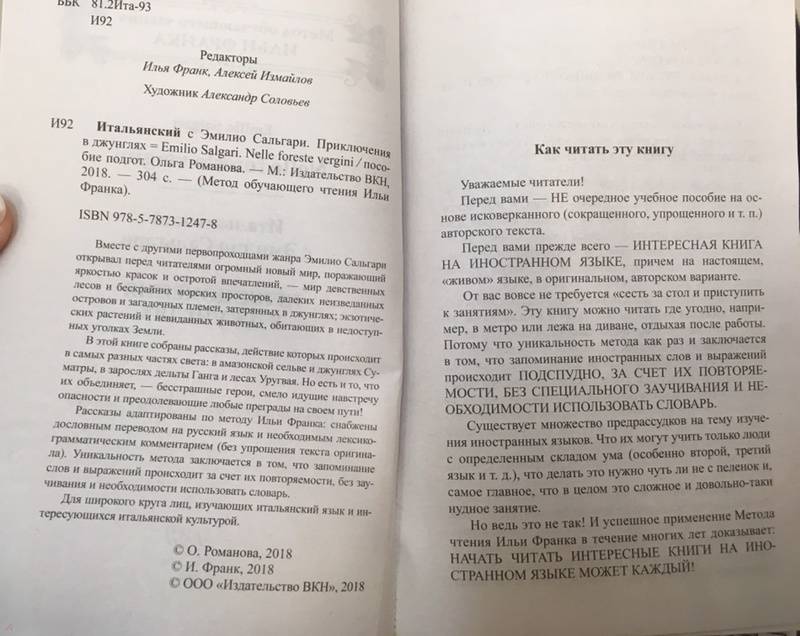 ББК 81.2Ита-93
И92
Редакторы
Илья Франк, Алексей Измайлов
Художник Александр Соловьев
И92 Итальянский с Эмилио Сальгари. Приключения
в джунглях = Emilio Salgari. Nelle foreste vergini / посо-
бие подгот. Ольга Романова. — М.: Издательство ВКН,
2018. — 304 с. — (Метод обучающего чтения Ильи
Франка).
ISBN 978-5-7873-1247-8
Вместе с другими первопроходцами жанра Эмилио Сальгари
открывал перед читателями огромный новый мир, поражающий
яркостью красок и остротой впечатлений, — мир девственных
лесов и бескрайних морских просторов, далеких неизведанных
островов и загадочных племен, затерянных в джунглях; экзотиче-
ских растений и невиданных животных, обитающих в недоступ-
ных уголках Земли.
В этой книге собраны рассказы, действие которых происходит
в самых разных частях света: в амазонской сельве и джунглях Су-
матры, в зарослях дельты Ганга и лесах Уругвая. Но есть и то, что
их объединяет, — бесстрашные герои, смело идущие навстречу
опасности и преодолевающие любые преграды на своем пути!
Рассказы адаптированы по методу Ильи Франка: снабжены
дословным переводом на русский язык и необходимым лексико-
грамматическим комментарием (без упрощения текста оригина-
ла). Уникальность метода заключается в том, что запоминание
слов и выражений происходит за счет их повторяемости, без зау-
чивания и необходимости использовать словарь.
Для широкого круга лиц, изучающих итальянский язык и ин-
тересующихся итальянской культурой.
© О. Романова, 2018
© И. Франк, 2018
© ООО «Издательство ВКН», 2018
Как читать эту книгу
Уважаемые читатели!
Перед вами — НЕ очередное учебное пособие на ос-
нове исковерканного (сокращенного, упрощенного и т. п.)
авторского текста.
Перед вами прежде всего — ИНТЕРЕСНАЯ КНИГА
НА ИНОСТРАННОМ ЯЗЫКЕ, причем на настоящем,
«живом» языке, в оригинальном, авторском варианте.
От вас вовсе не требуется «сесть за стол и приступить
к занятиям». Эту книгу можно читать где угодно, напри-
мер, в метро или лежа на диване, отдыхая после работы.
Потому что уникальность метода как раз и заключается
в том, что запоминание иностранных слов и выражений
происходит ПОДСПУДНО, ЗА СЧЕТ ИХ ПОВТОРЯЕ-
МОСТИ, БЕЗ СПЕЦИАЛЬНОГО ЗАУЧИВАНИЯ И НЕ-
ОБХОДИМОСТИ ИСПОЛЬЗОВАТЬ СЛОВАРЬ.
Существует множество предрассудков на тему изуче-
ния иностранных языков. Что их могут учить только люди
с определенным складом ума (особенно второй, третий
язык и т. д.), что делать это нужно чуть ли не с пеленок и,
самое главное, что в целом это сложное и довольно-таки
нудное занятие.
Но ведь это не так! И успешное применение Метода
чтения Ильи Франка в течение многих лет доказывает:
НАЧАТЬ ЧИТАТЬ ИНТЕРЕСНЫЕ КНИГИ НА ИНО-
СТРАННОМ ЯЗЫКЕ МОЖЕТ КАЖДЫЙ!